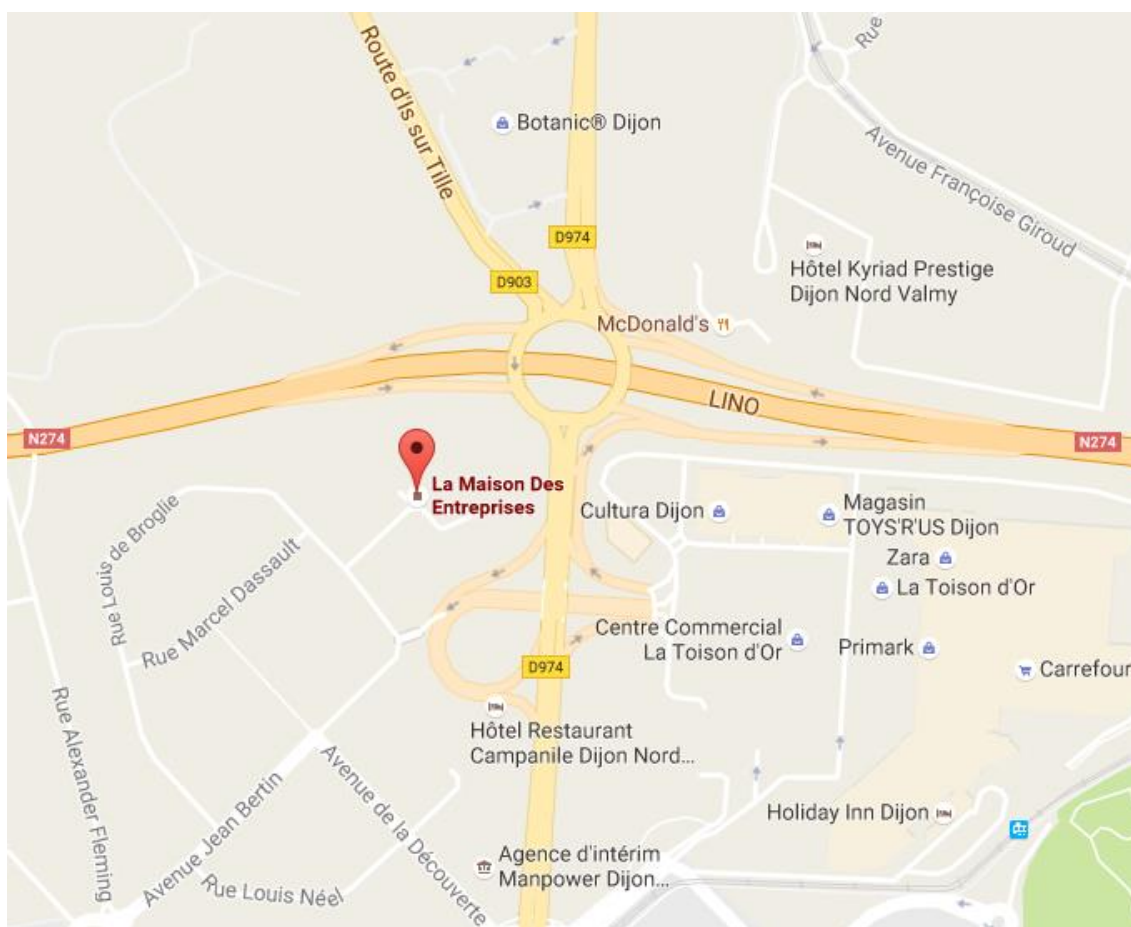 Rue
Route d'Is sur Tille
Botanic® Dijon
Avenue Françoise Giroud
D974
Hôtel Kyriad Prestige
Dijon Nord Valmy
D903
McDonald's
LINO
N274
N274
La Maison Des
Entreprises
Cultura Dijon
Magasin
TOYS'R'US Dijon
Rue Louis de Broglie
Rue Marcel Dassault
Zara
La Toison d'Or
Centre Commercial
La Toison d'Or
Primark
D974
Carrefour
Rue Alexander Fleming
Hôtel Restaurant
Campanile Dijon Nord...
Avenue Jean Bertin
Avenue de la Découverte
Holiday Inn Dijon
Agence d'intérim
Manpower Dijon...
Rue Louis Néel